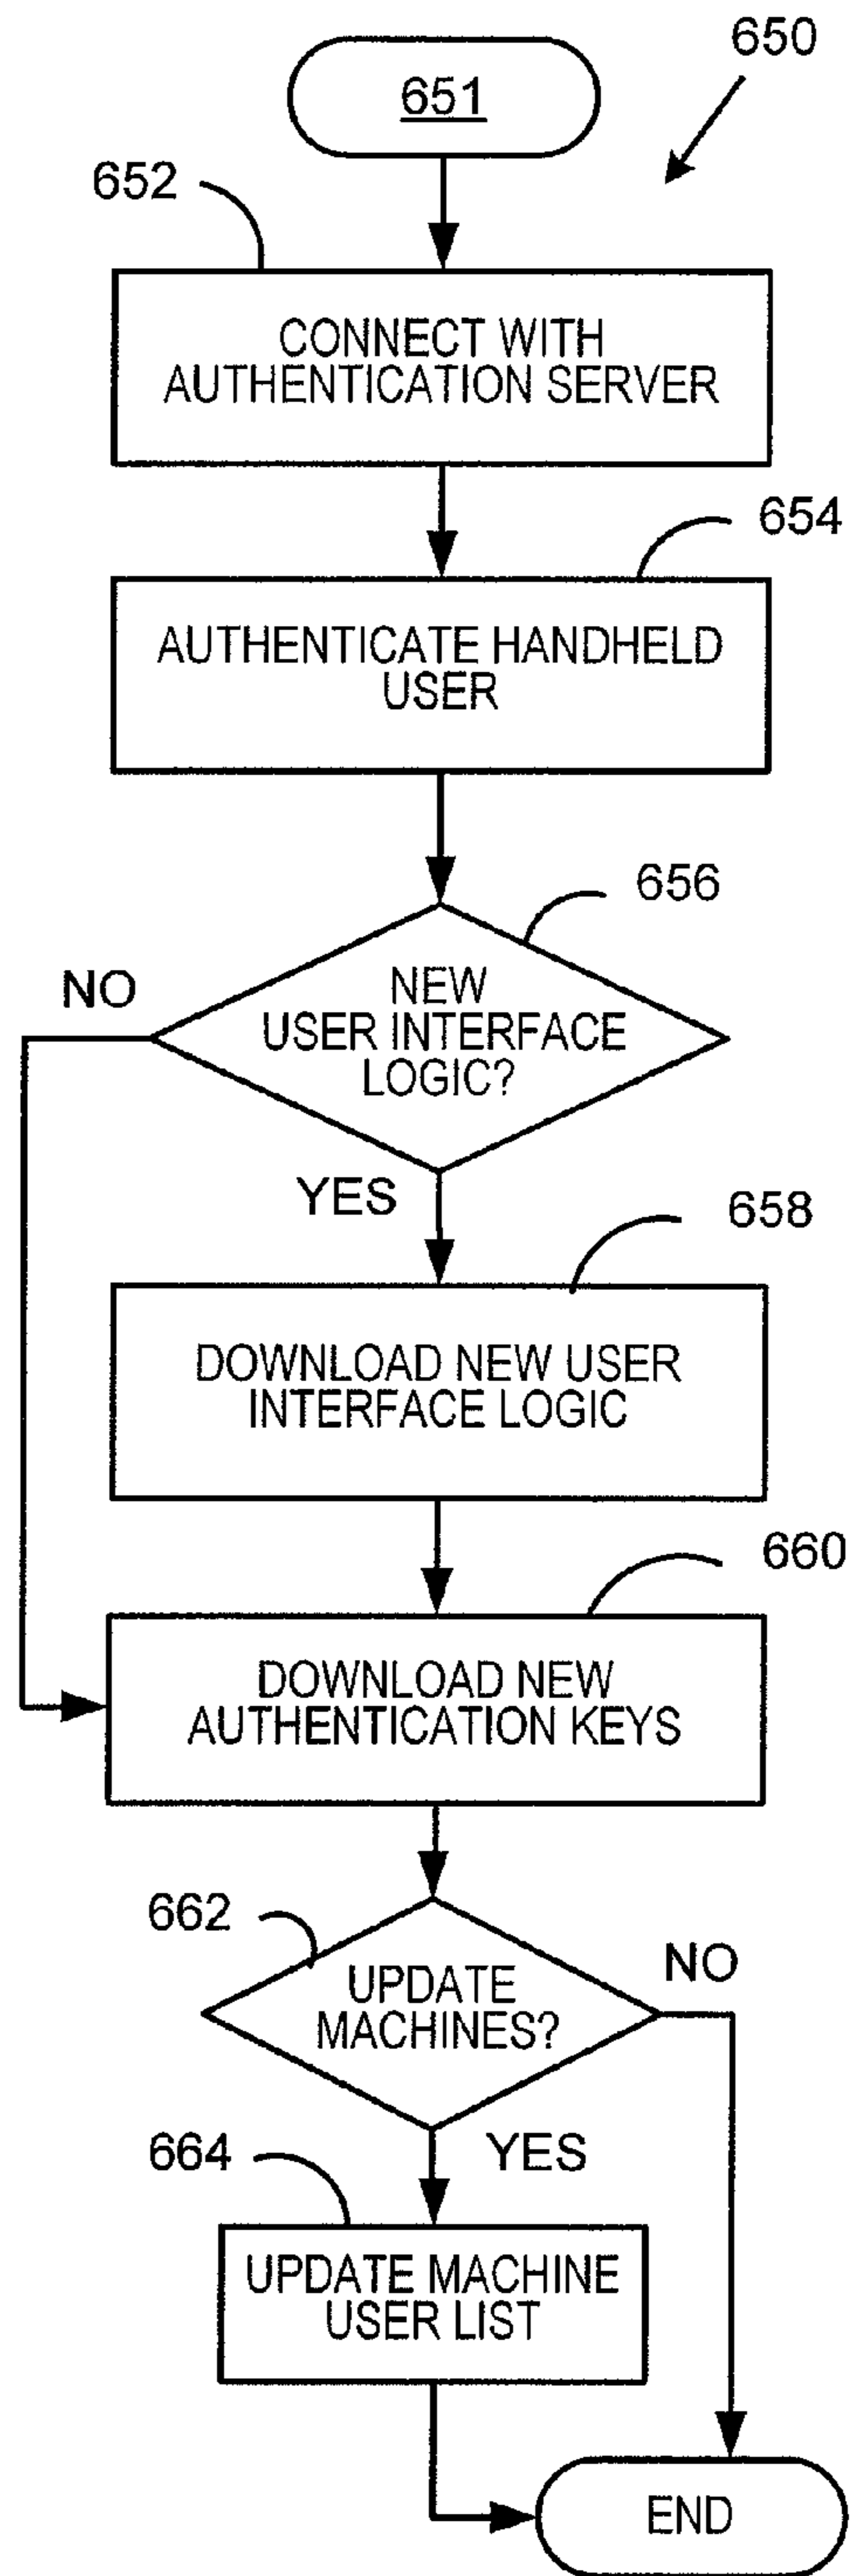 650
651
652
CONNECT WITH
AUTHENTICATION SERVER
654
AUTHENTICATE HANDHELD
USER
656
NO
NEW
USER INTERFACE
LOGIC?
YES
658
DOWNLOAD NEW USER
INTERFACE LOGIC
660
DOWNLOAD NEW
AUTHENTICATION KEYS
662
NO
UPDATE
MACHINES?
664
YES
UPDATE MACHINE
USER LIST
END